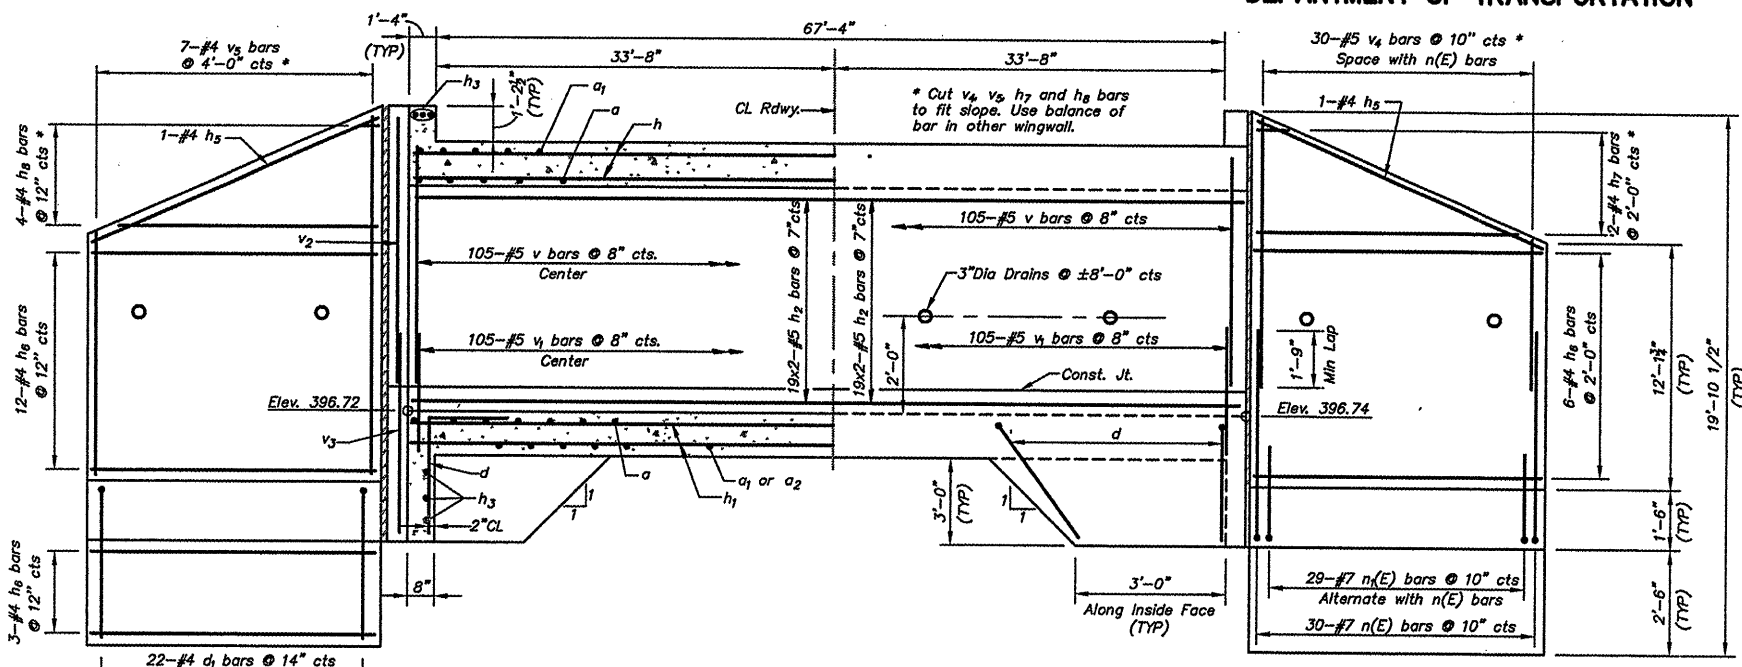 DEPARTMENT OF TRANSPORTATION
1'-4"
(TYP)
67'-4"
33'-8"
33'-8"
7-#4 v5 bars
@ 4'-0" cts *
30-#5 v4 bars @ 10" cts *
Space with n(E) bars
h3
1'-2½"
(TYP)
a1
a
h
CL Rdwy.
* Cut v4, v5, h7 and h8 bars
to fit slope. Use balance of
bar in other wingwall.
1-#4 h5
1-#4 h5
4-#4 h8 bars
@ 12" cts *
2-#4 h7 bars
@ 2'-0" cts *
v2
105-#5 v bars @ 8" cts.
Center
19x2-#5 h2 bars @ 7"cts
19x2-#5 h2 bars @ 7"cts
105-#5 v bars @ 8" cts
3"Dia Drains @ ±8'-0" cts
12-#4 h6 bars
@ 12" cts
105-#5 v1 bars @ 8" cts.
Center
105-#5 v1 bars @ 8" cts
2'-0"
1'-9"
Min Lap
6-#4 h6 bars
@ 2'-0" cts
12'-1¾"
(TYP)
19'-10 1/2"
(TYP)
Const. Jt.
Elev. 396.72
Elev. 396.74
v3
d
d
h3
2"CL
a
a1 or a2
h1
1
1
1
1
3'-0"
(TYP)
1'-6"
(TYP)
3-#4 h6 bars
@ 12" cts
8"
3'-0"
Along Inside Face
(TYP)
29-#7 n1(E) bars @ 10" cts
Alternate with n(E) bars
30-#7 n(E) bars @ 10" cts
2'-6"
(TYP)
22-#4 d1 bars @ 14" cts